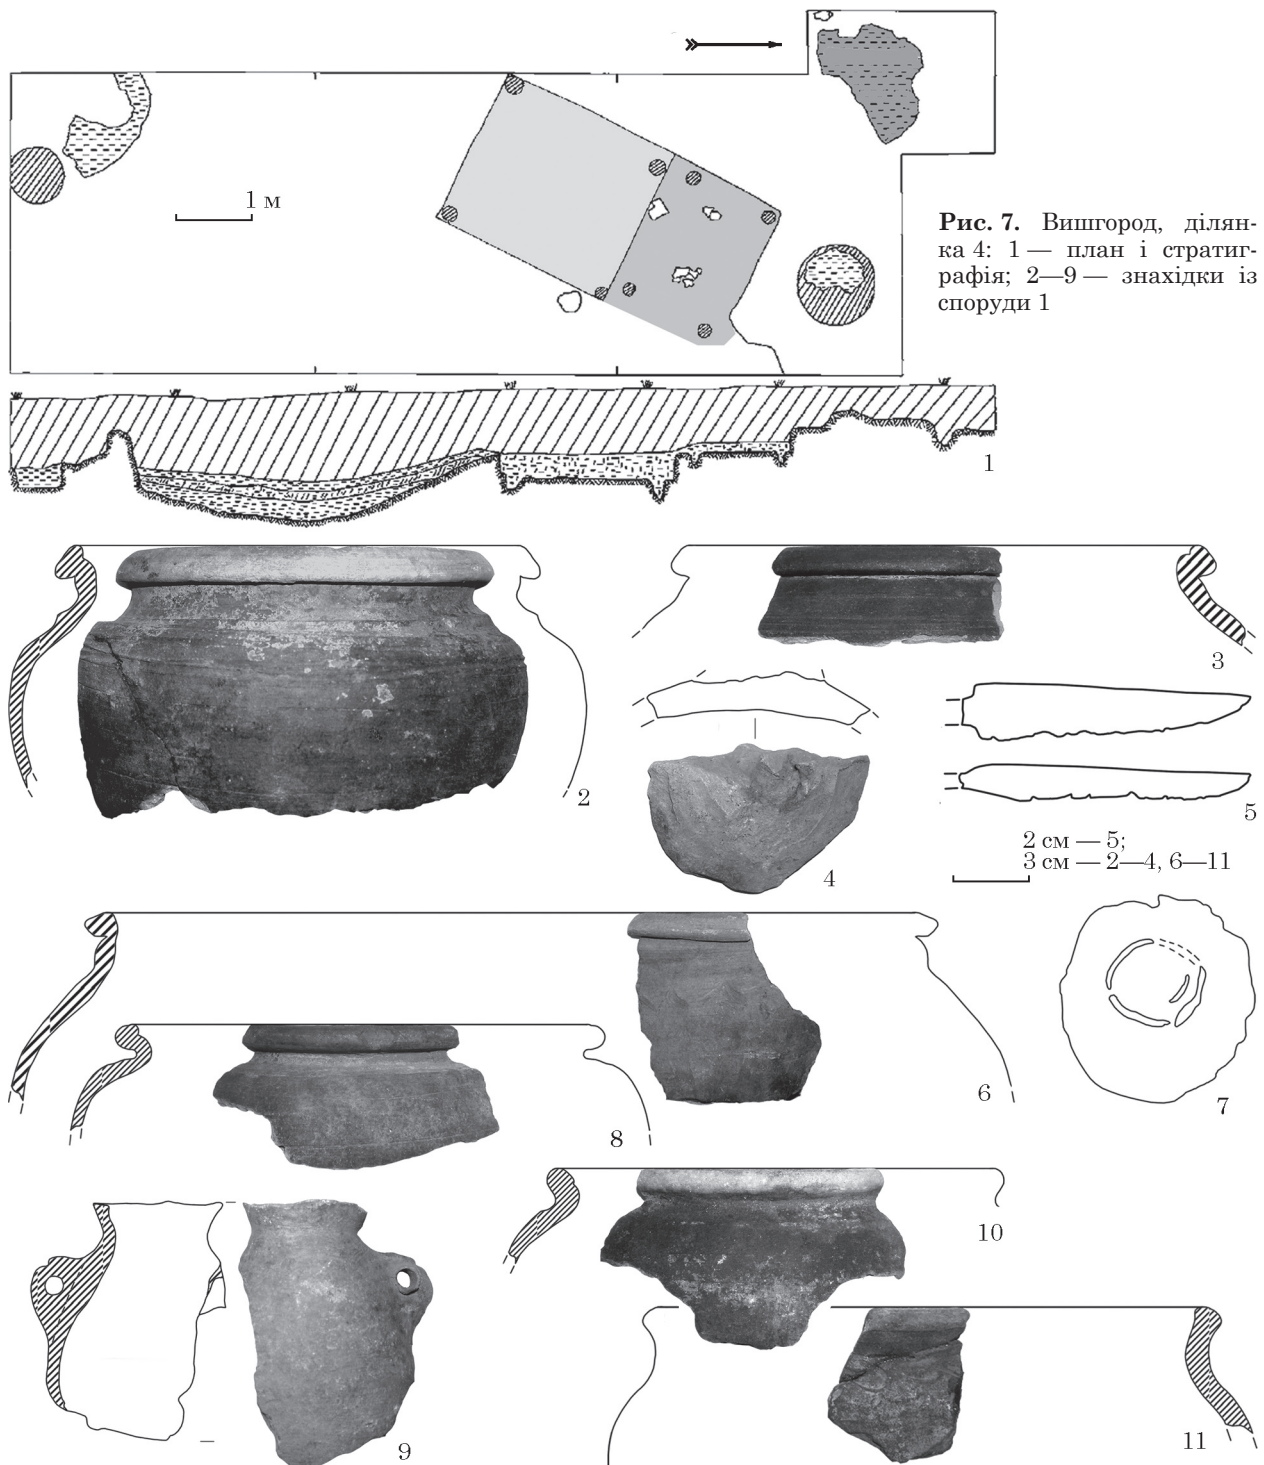 1 м
Рис. 7. Вишгород, ділян-
ка 4: 1 — план і стратиг-
рафія; 2—9 — знахідки із
споруди 1
1
2
3
4
5
2 см — 5;
3 см — 2—4, 6—11
6
7
8
9
10
11